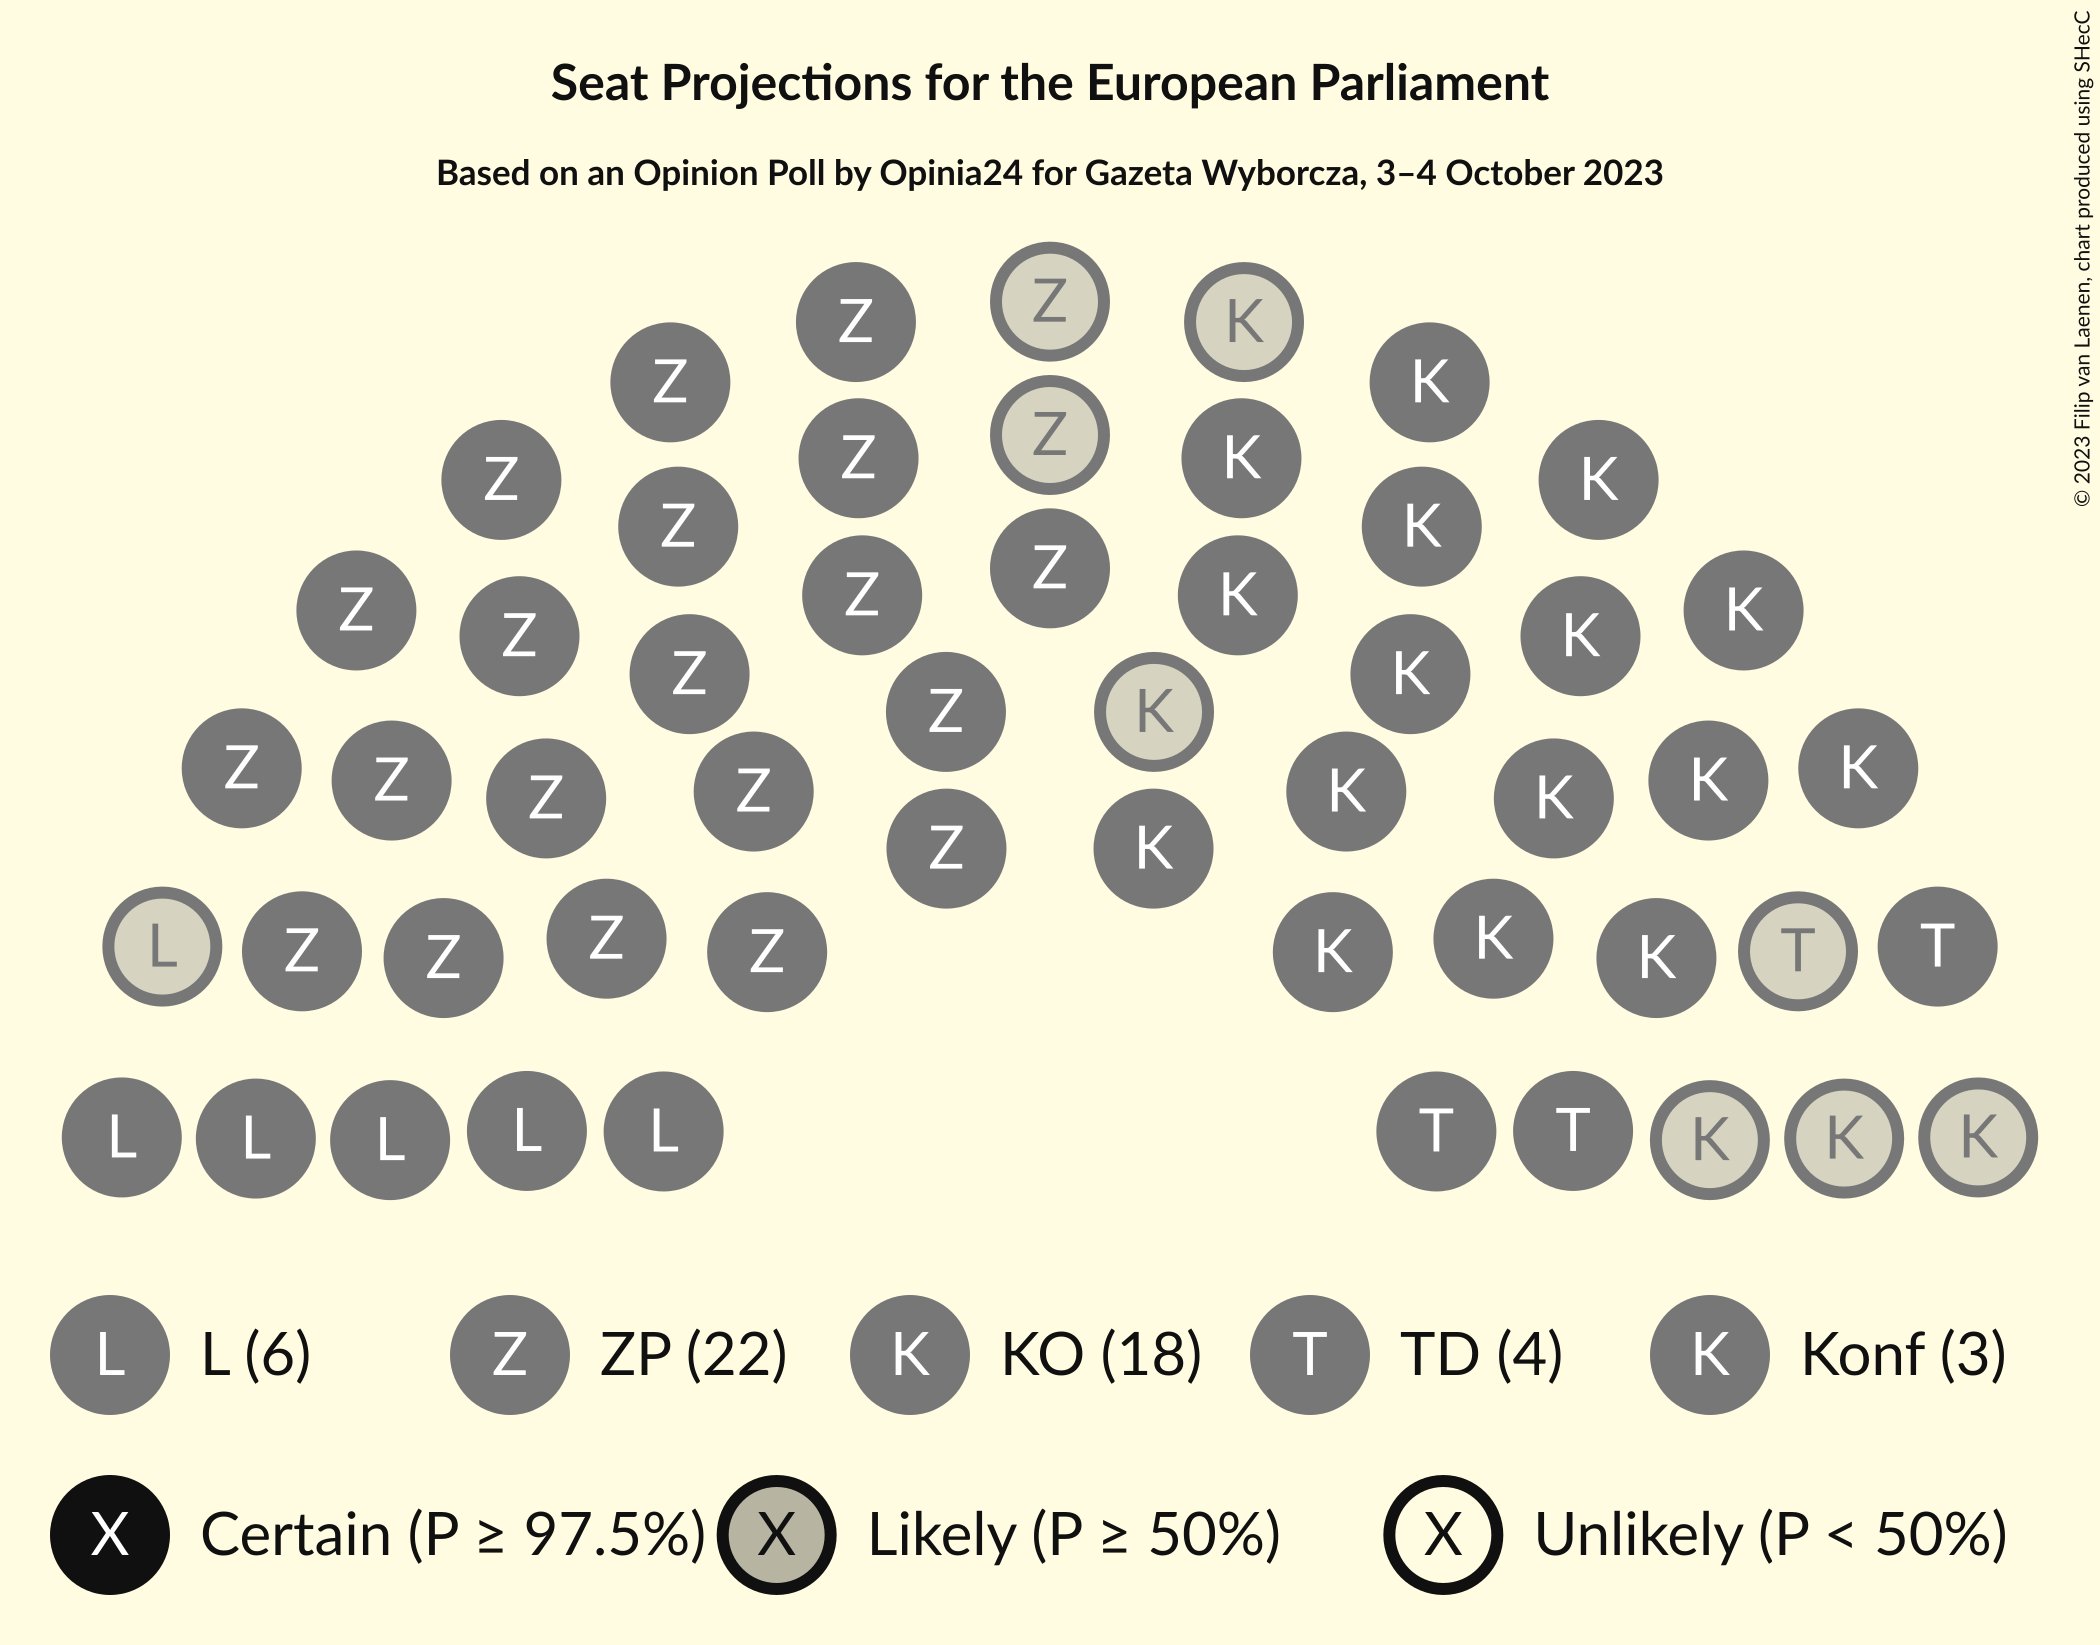 Seat Projections for the European Parliament
Based on an Opinion Poll by Opinia24 for Gazeta Wyborcza, 3–4 October 2023
© 2023 Filip van Laenen, chart produced using SHecC
Z
Z K
Z K
Z Z K
Z K
Z K
Z K
Z K
Z K
Z K
Z K
Z K
Z K
Z Z K K
Z Z K K
Z K
L Z Z Z Z K K K T T
L L L L L T T K K K
L L (6) Z ZP (22) K KO (18) T TD (4) K Konf (3)
X Certain (P ≥ 97.5%) X Likely (P ≥ 50%) X Unlikely (P < 50%)